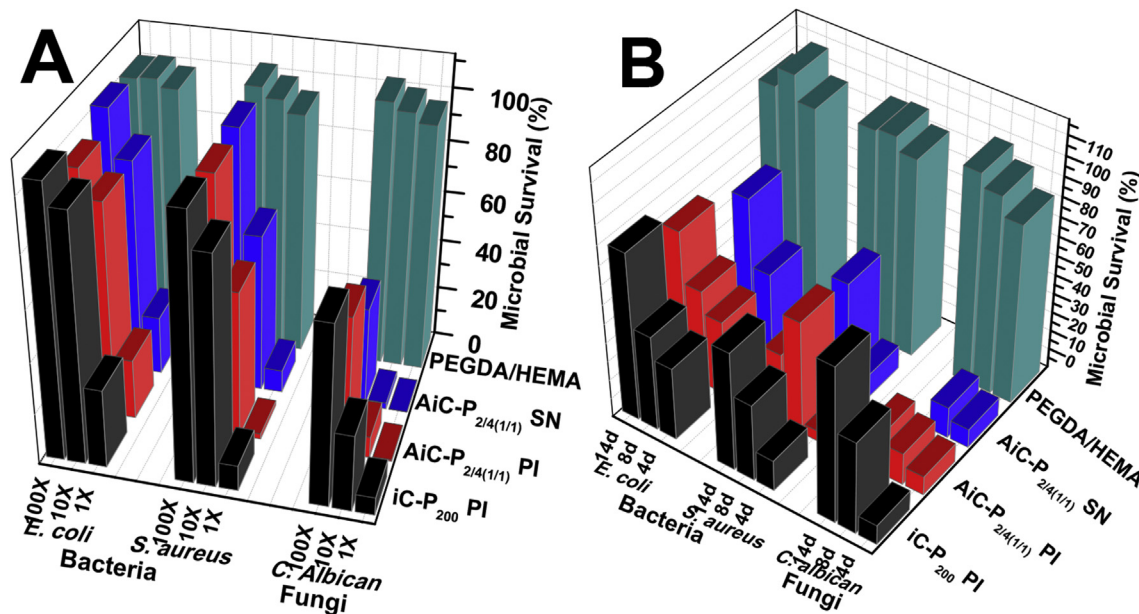 A
100
80
60
40
20
0
Microbial Survival (%)
PEGDA/HEMA
AiC-P2/4(1/1) SN
AiC-P2/4(1/1) PI
iC-P200 PI
100X
10X
1X
E. coli
100X
10X
1X
S. aureus
Bacteria
100X
10X
1X
C. Albican
Fungi
B
110
100
90
80
70
60
50
40
30
20
10
0
Microbial Survival (%)
PEGDA/HEMA
AiC-P2/4(1/1) SN
AiC-P2/4(1/1) PI
iC-P200 PI
14d
8d
4d
E. coli
14d
8d
4d
S. aureus
Bacteria
14d
8d
4d
C. albican
Fungi